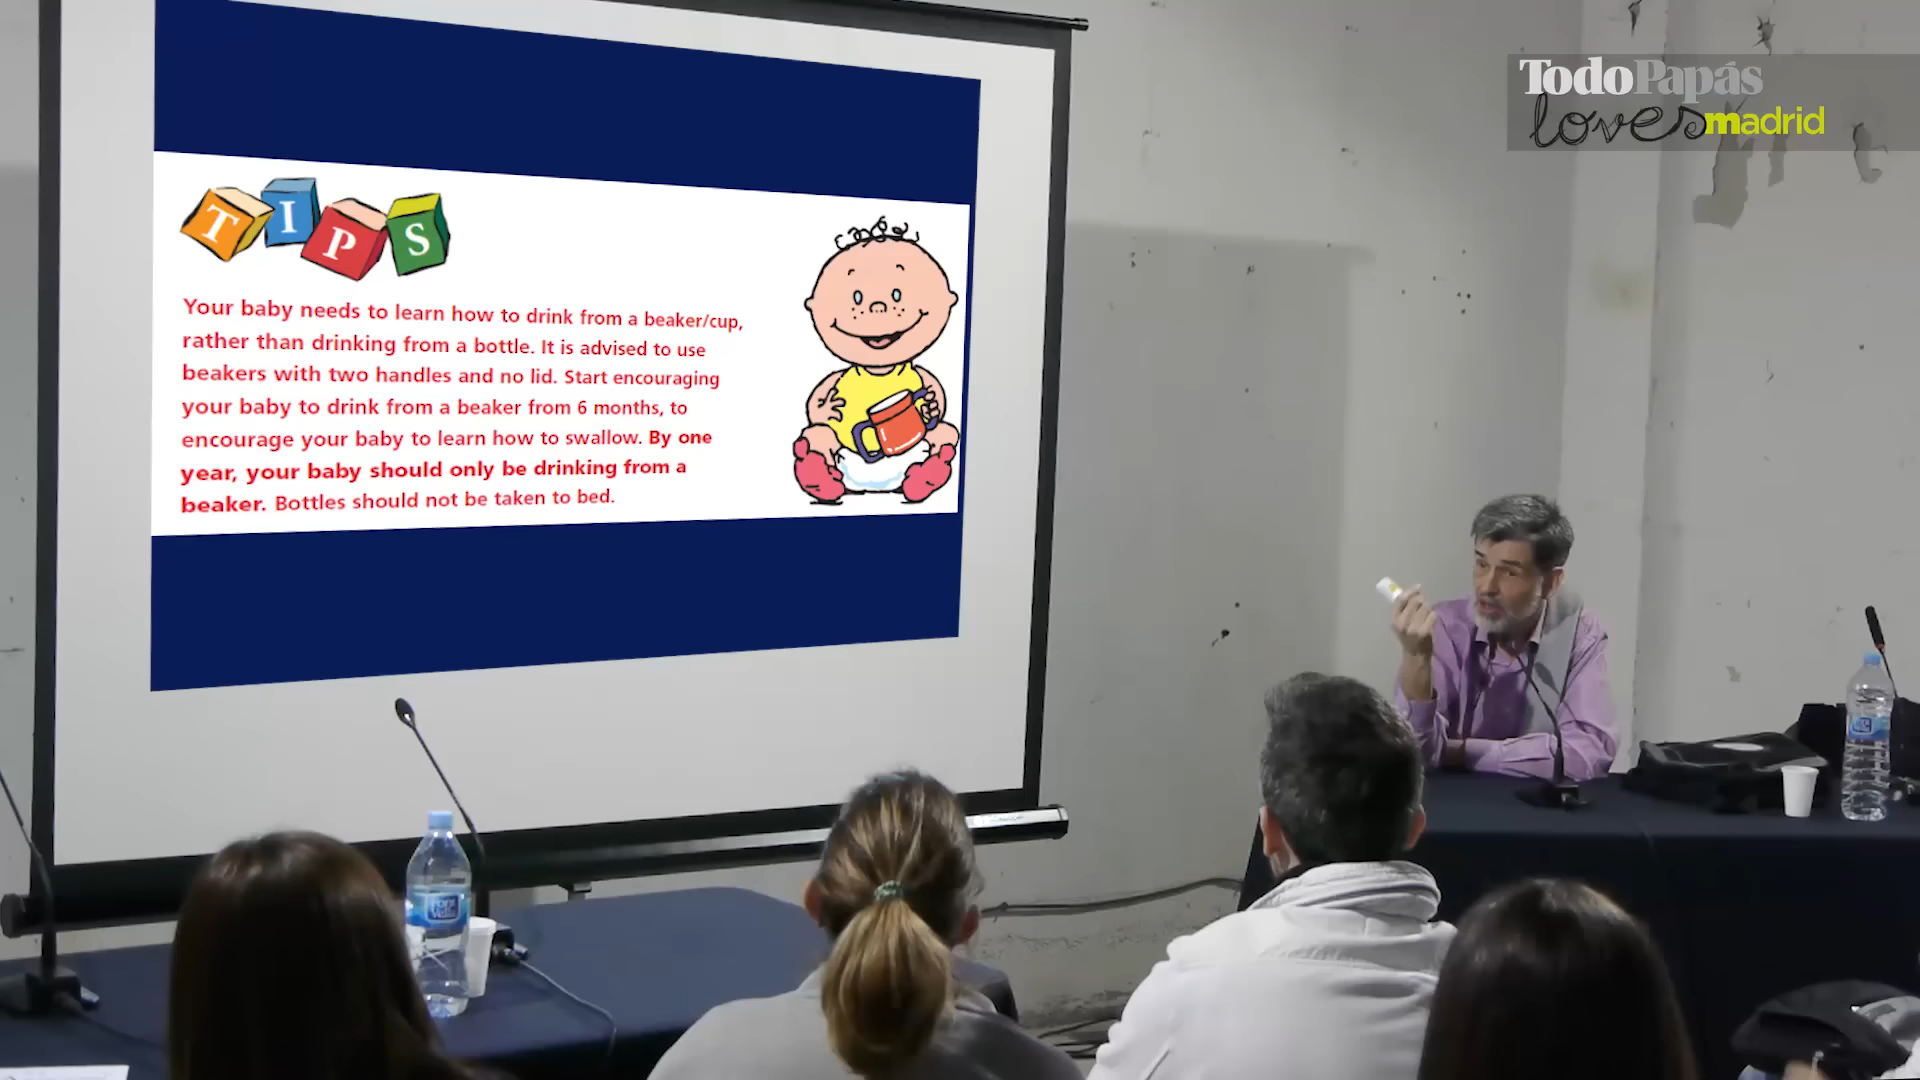 TodoPapás
loves madrid
TIPS
Your baby needs to learn how to drink from a beaker/cup,
rather than drinking from a bottle. It is advised to use
beakers with two handles and no lid. Start encouraging
your baby to drink from a beaker from 6 months, to
encourage your baby to learn how to swallow. By one
year, your baby should only be drinking from a
beaker. Bottles should not be taken to bed.
Font
Vella